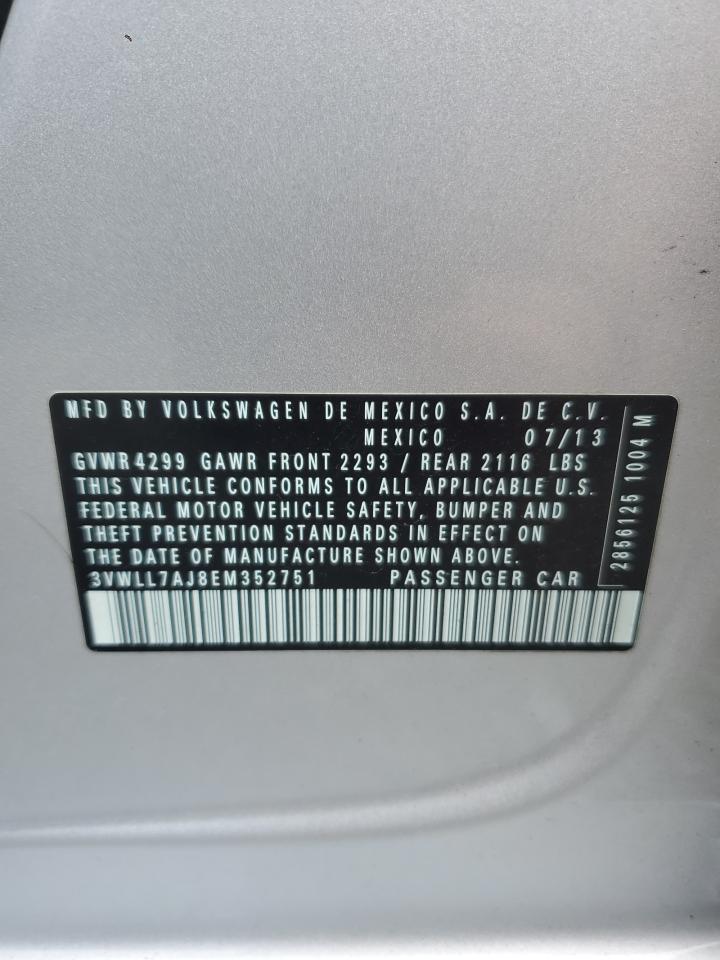 MFD BY VOLKSWAGEN DE MEXICO S.A. DE C.V.
MEXICO 07/13
GVWR 4299 GAWR FRONT 2293 / REAR 2116 LBS
THIS VEHICLE CONFORMS TO ALL APPLICABLE U.S.
FEDERAL MOTOR VEHICLE SAFETY, BUMPER AND
THEFT PREVENTION STANDARDS IN EFFECT ON
THE DATE OF MANUFACTURE SHOWN ABOVE.
3VWLL7AJ8EM352751 PASSENGER CAR
2856125 1004 M